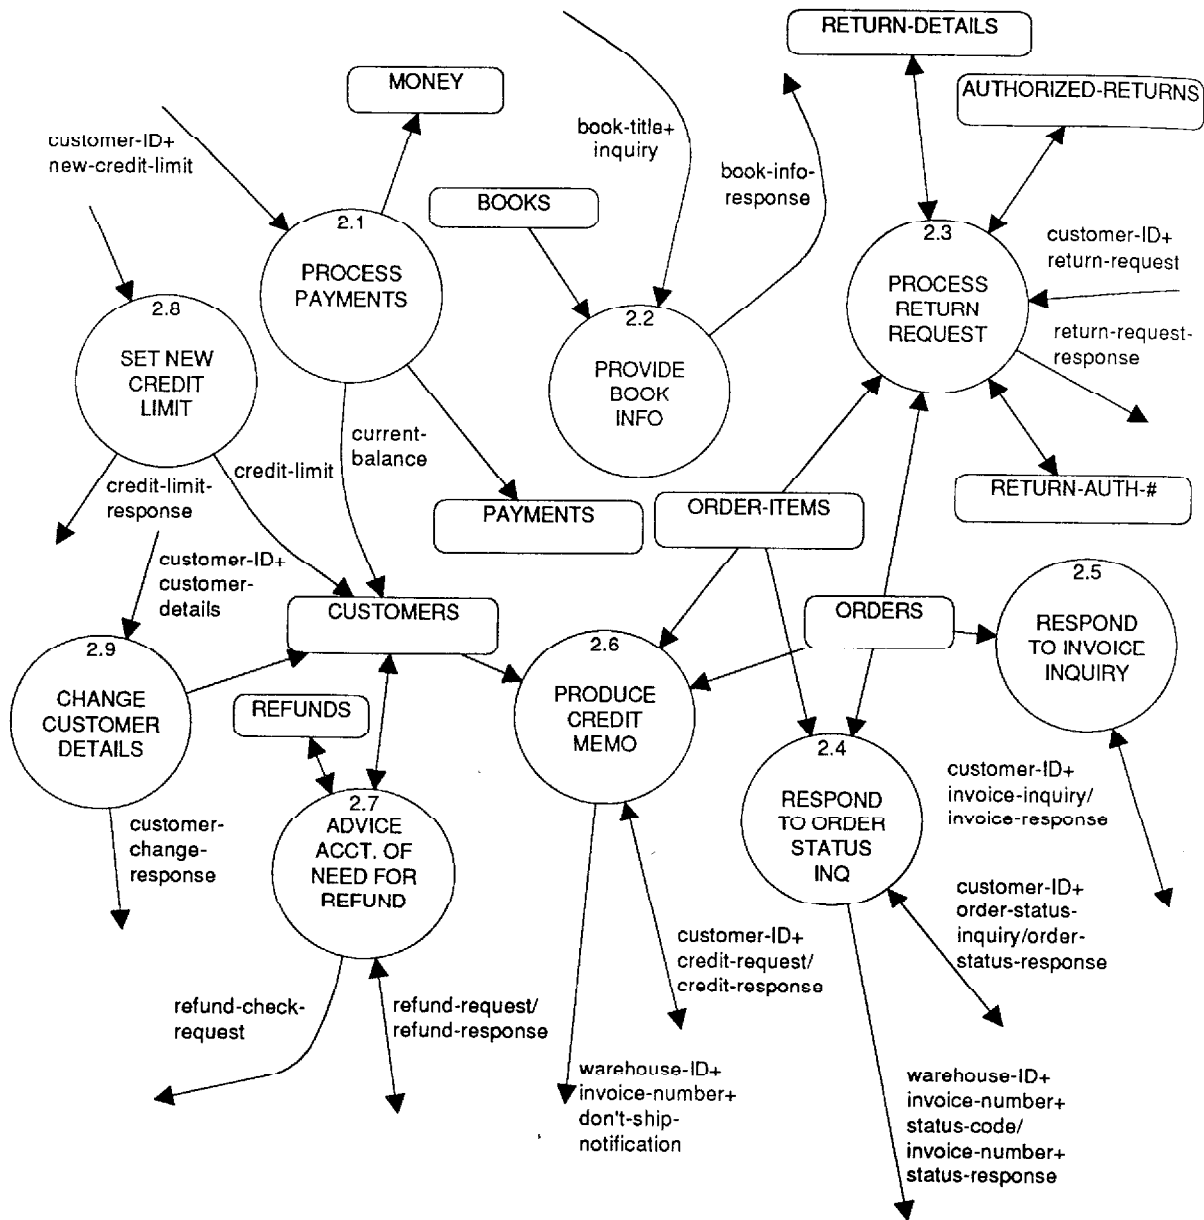 RETURN-DETAILS
MONEY
AUTHORIZED-RETURNS
customer-ID+
new-credit-limit
book-title+
inquiry
book-info-
response
BOOKS
2.1
PROCESS
PAYMENTS
2.3
PROCESS
RETURN
REQUEST
customer-ID+
return-request
return-request-
response
2.8
SET NEW
CREDIT
LIMIT
2.2
PROVIDE
BOOK
INFO
current-
balance
credit-limit
credit-limit-
response
PAYMENTS
ORDER-ITEMS
RETURN-AUTH-#
customer-ID+
customer-
details
CUSTOMERS
ORDERS
2.5
RESPOND
TO INVOICE
INQUIRY
2.9
CHANGE
CUSTOMER
DETAILS
REFUNDS
2.6
PRODUCE
CREDIT
MEMO
2.4
RESPOND
TO ORDER
STATUS
INQ
customer-ID+
invoice-inquiry/
invoice-response
2.7
ADVICE
ACCT. OF
NEED FOR
REFUND
customer-
change-
response
customer-ID+
order-status-
inquiry/order-
status-response
customer-ID+
credit-request/
credit-response
refund-check-
request
refund-request/
refund-response
warehouse-ID+
invoice-number+
don't-ship-
notification
warehouse-ID+
invoice-number+
status-code/
invoice-number+
status-response